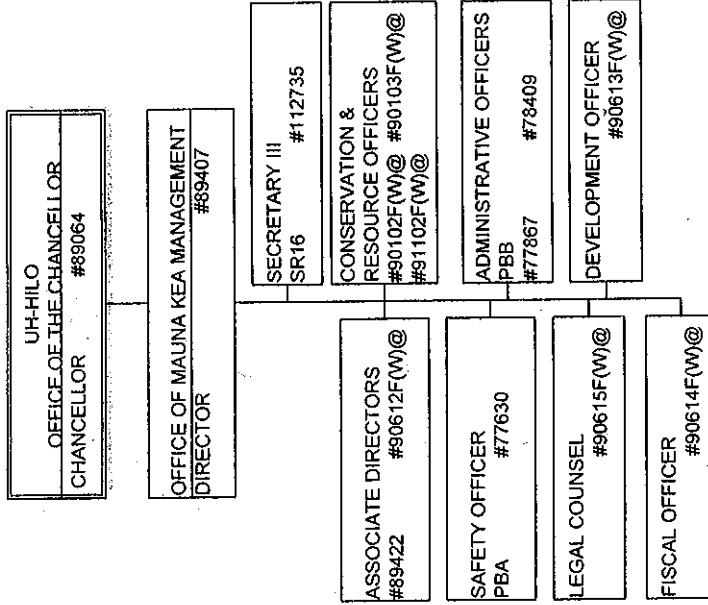 UH-HILO
OFFICE OF THE CHANCELLOR
CHANCELLOR #89064
OFFICE OF MAUNA KEA MANAGEMENT
DIRECTOR #89407
SECRETARY III
SR16 #112735
CONSERVATION &
RESOURCE OFFICERS
#90102F(W)@ #90103F(W)@
#91102F(W)@
ASSOCIATE DIRECTORS
#89422 #90612F(W)@
ADMINISTRATIVE OFFICERS
PBB
#77867 #78409
SAFETY OFFICER
PBA #77630
DEVELOPMENT OFFICER
#90613F(W)@
LEGAL COUNSEL
#90615F(W)@
FISCAL OFFICER
#90614F(W)@